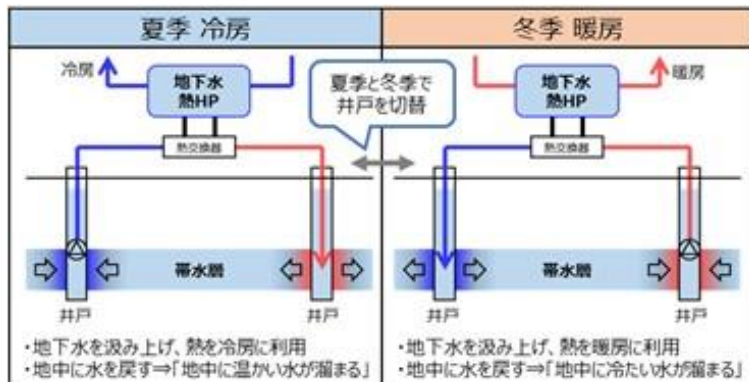 夏季 冷房
冬季 暖房
冷房
地下水
熱HP
夏季と冬季で
井戸を切替
地下水
熱HP
暖房
熱交換器
熱交換器
帯水層
帯水層
井戸
井戸
井戸
井戸
・地下水を汲み上げ、熱を冷房に利用
・地中に水を戻す⇒「地中に温かい水が溜まる」
・地下水を汲み上げ、熱を暖房に利用
・地中に水を戻す⇒「地中に冷たい水が溜まる」